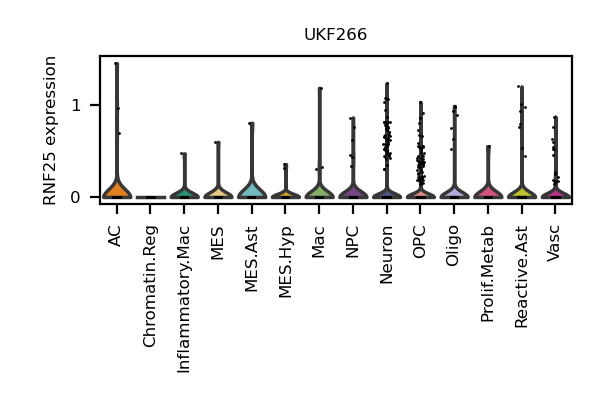 UKF266
RNF25 expression
1
0
AC
Chromatin.Reg
Inflammatory.Mac
MES
MES.Ast
MES.Hyp
Mac
NPC
Neuron
OPC
Oligo
Prolif.Metab
Reactive.Ast
Vasc